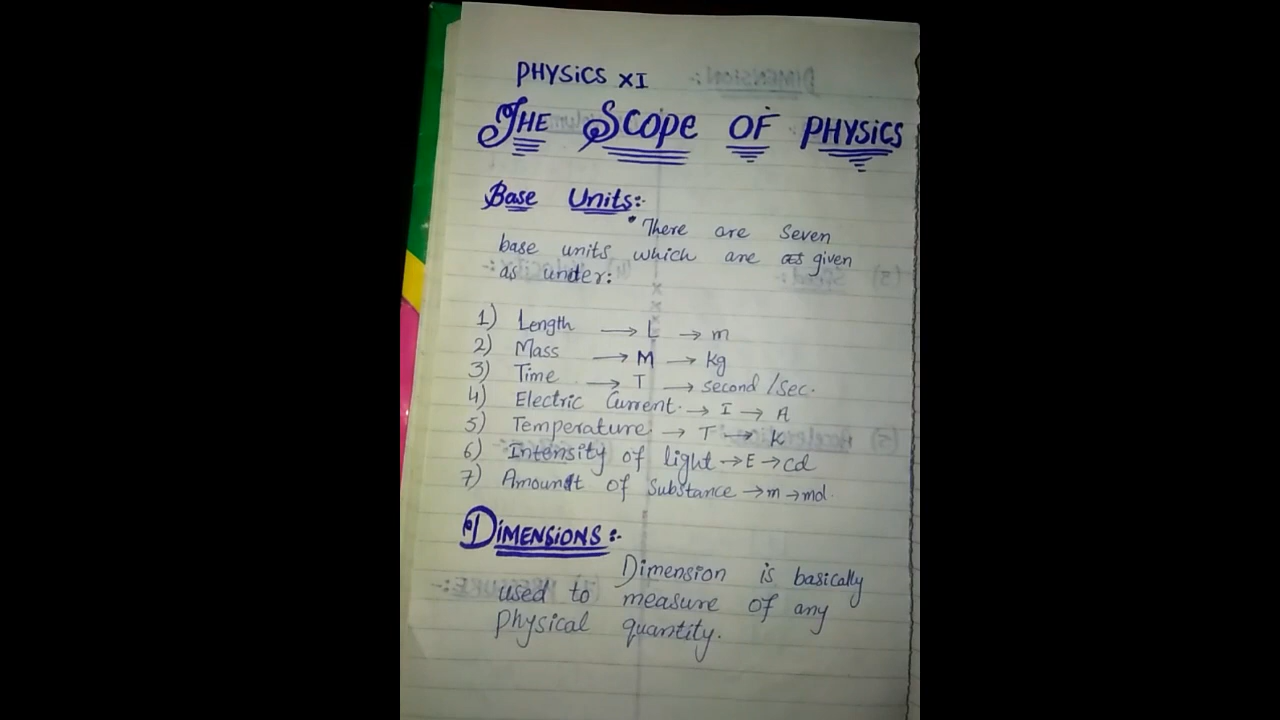 PHYSICS XI
THE SCOPE OF PHYSICS
Base Units:-
There are seven
base units which are as given
as under:
1) Length → L → m
2) Mass → M → kg
3) Time → T → second /sec.
4) Electric Current. → I → A
5) Temperature → T → K
6) Intensity of light → E → cd
7) Amount of Substance → m → mol.
DIMENSIONS:-
Dimension is basically
used to measure of any
Physical quantity.